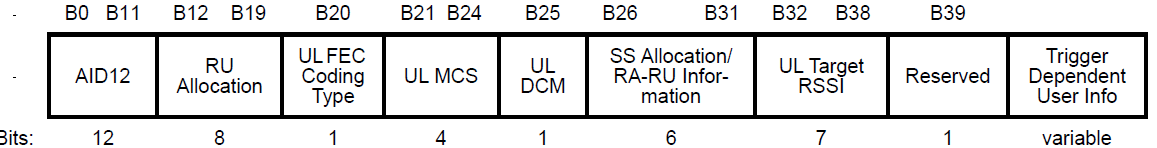 B0 B11 B12 B19 B20 B21 B24 B25 B26 B31 B32 B38 B39
AID12
RU
Allocation
UL FEC
Coding
Type
UL MCS
UL
DCM
SS Allocation/
RA-RU Infor-
mation
UL Target
RSSI
Reserved
Trigger
Dependent
User Info
Bits: 12 8 1 4 1 6 7 1 variable